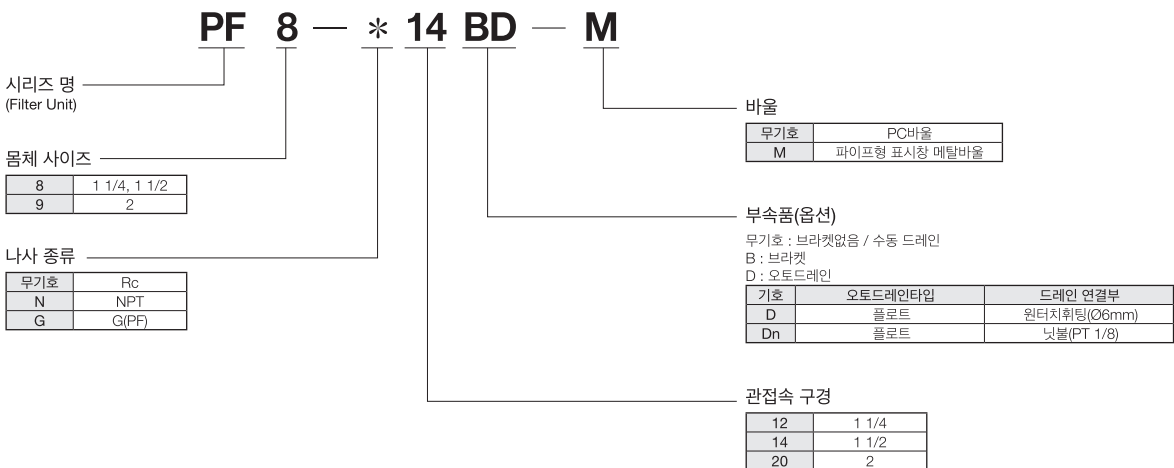 PF 8 — * 14 BD — M
시리즈 명
(Filter Unit)
몸체 사이즈
8 1 1/4, 1 1/2
9 2
나사 종류
무기호 Rc
N NPT
G G(PF)
바울
무기호 PC바울
M 파이프형 표시창 메탈바울
부속품(옵션)
무기호 : 브라켓없음 / 수동 드레인
B : 브라켓
D : 오토드레인
기호 오토드레인타입 드레인 연결부
D 플로트 원터치휘팅(Ø6mm)
Dn 플로트 닛불(PT 1/8)
관접속 구경
12 1 1/4
14 1 1/2
20 2